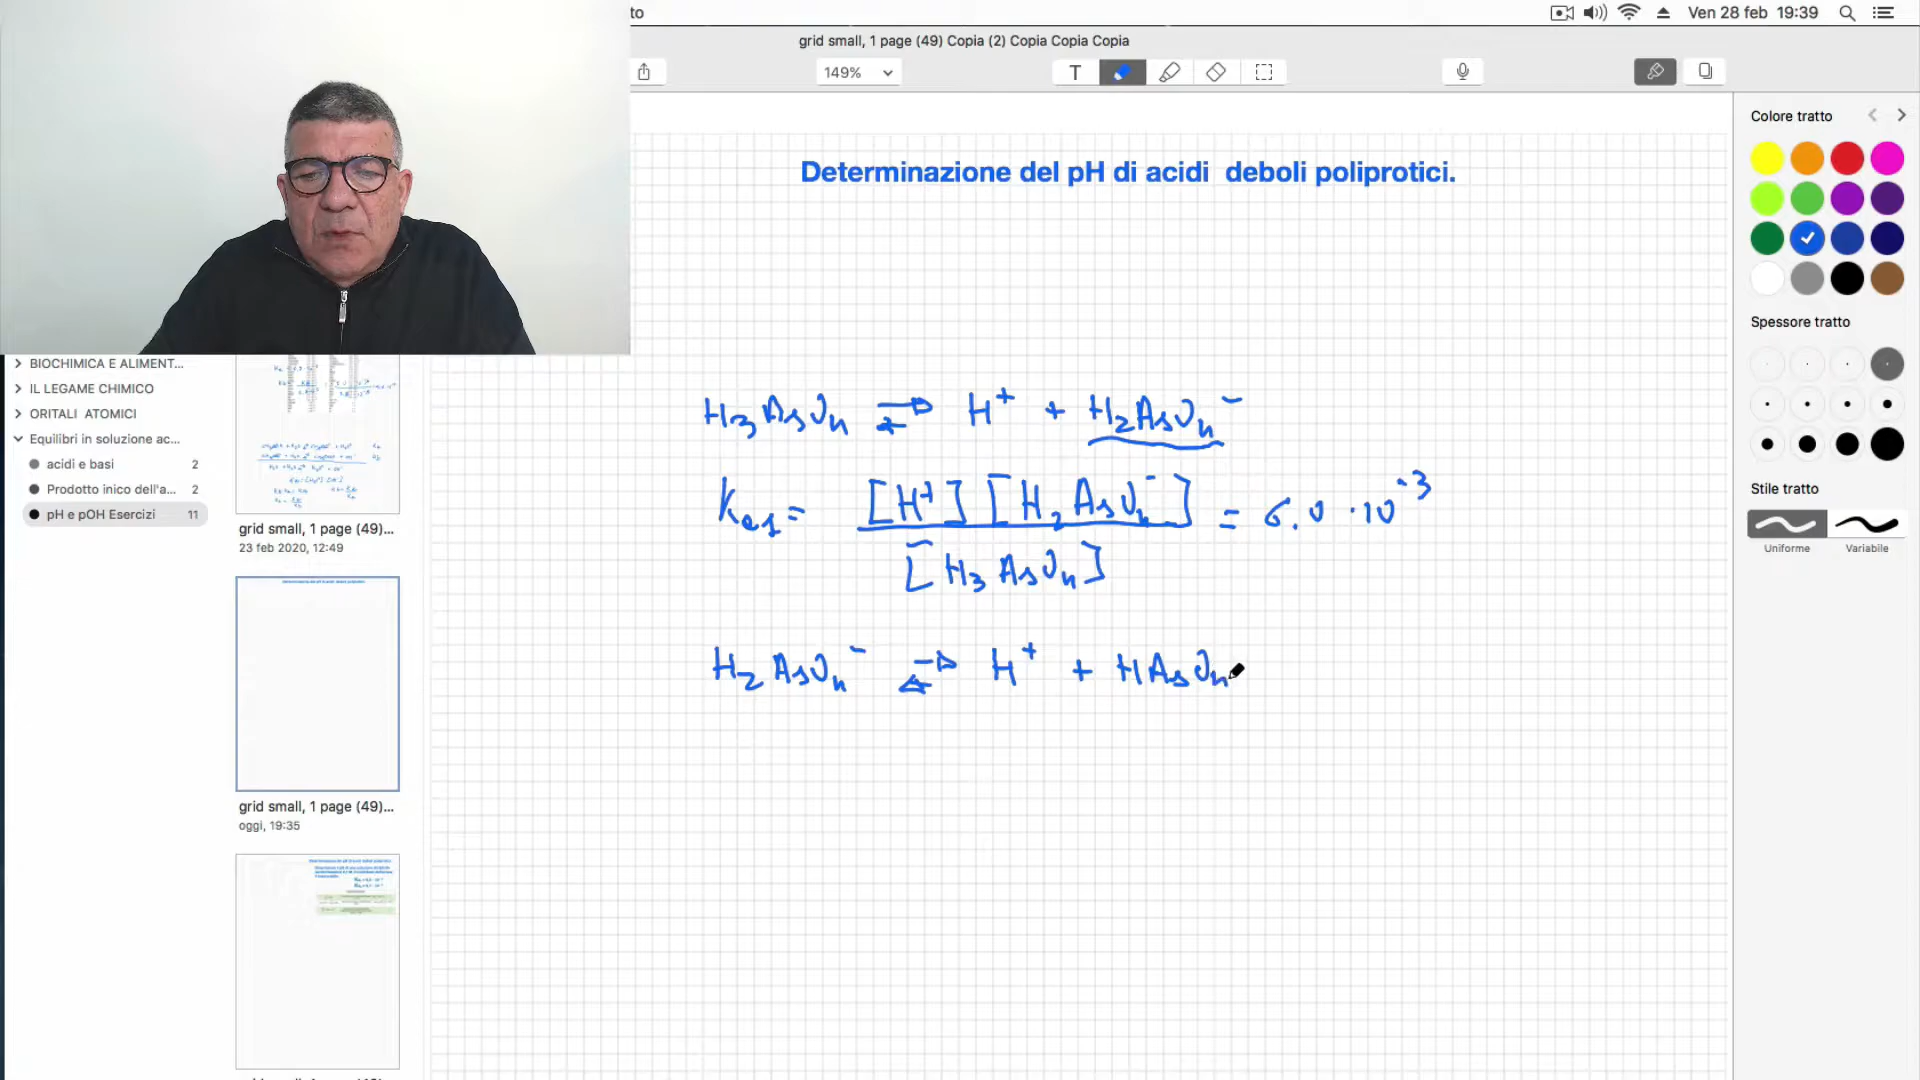 to
Ven 28 feb 19:39
grid small, 1 page (49) Copia (2) Copia Copia Copia
149%
T
Colore tratto
Determinazione del pH di acidi deboli poliprotici.
Spessore tratto
BIOCHIMICA E ALIMENT...
IL LEGAME CHIMICO
ORITALI ATOMICI
Equilibri in soluzione ac...
acidi e basi 2
Prodotto inico dell'a... 2
pH e pOH Esercizi 11
grid small, 1 page (49)...
23 feb 2020, 12:49
grid small, 1 page (49)...
oggi, 19:35
H₃AsO₄ ⇌ H⁺ + H₂AsO₄⁻
Ka₁ = [H⁺] [H₂AsO₄⁻] = 6.0 · 10⁻³
[H₃AsO₄]
H₂AsO₄⁻ ⇌ H⁺ + HAsO₄
Stile tratto
Uniforme
Variabile